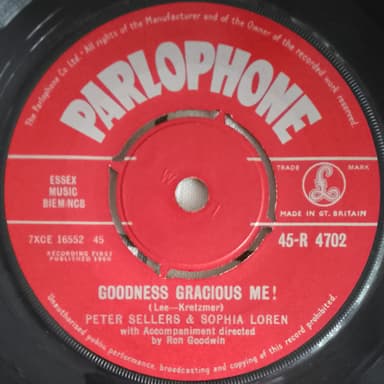 The Parlophone Co Ltd · All rights of the Manufacturer and of the Owner of the recorded work reserved.
PARLOPHONE
ESSEX
MUSIC
BIEM/NCB
TRADE MARK
£
MADE IN GT. BRITAIN
7XCE 16552 45
45-R 4702
RECORDING FIRST
PUBLISHED 1960
GOODNESS GRACIOUS ME!
(Lee—Kretzmer)
PETER SELLERS & SOPHIA LOREN
with Accompaniment directed
by Ron Goodwin
Unauthorised public performance, broadcasting and copying of this record prohibited.